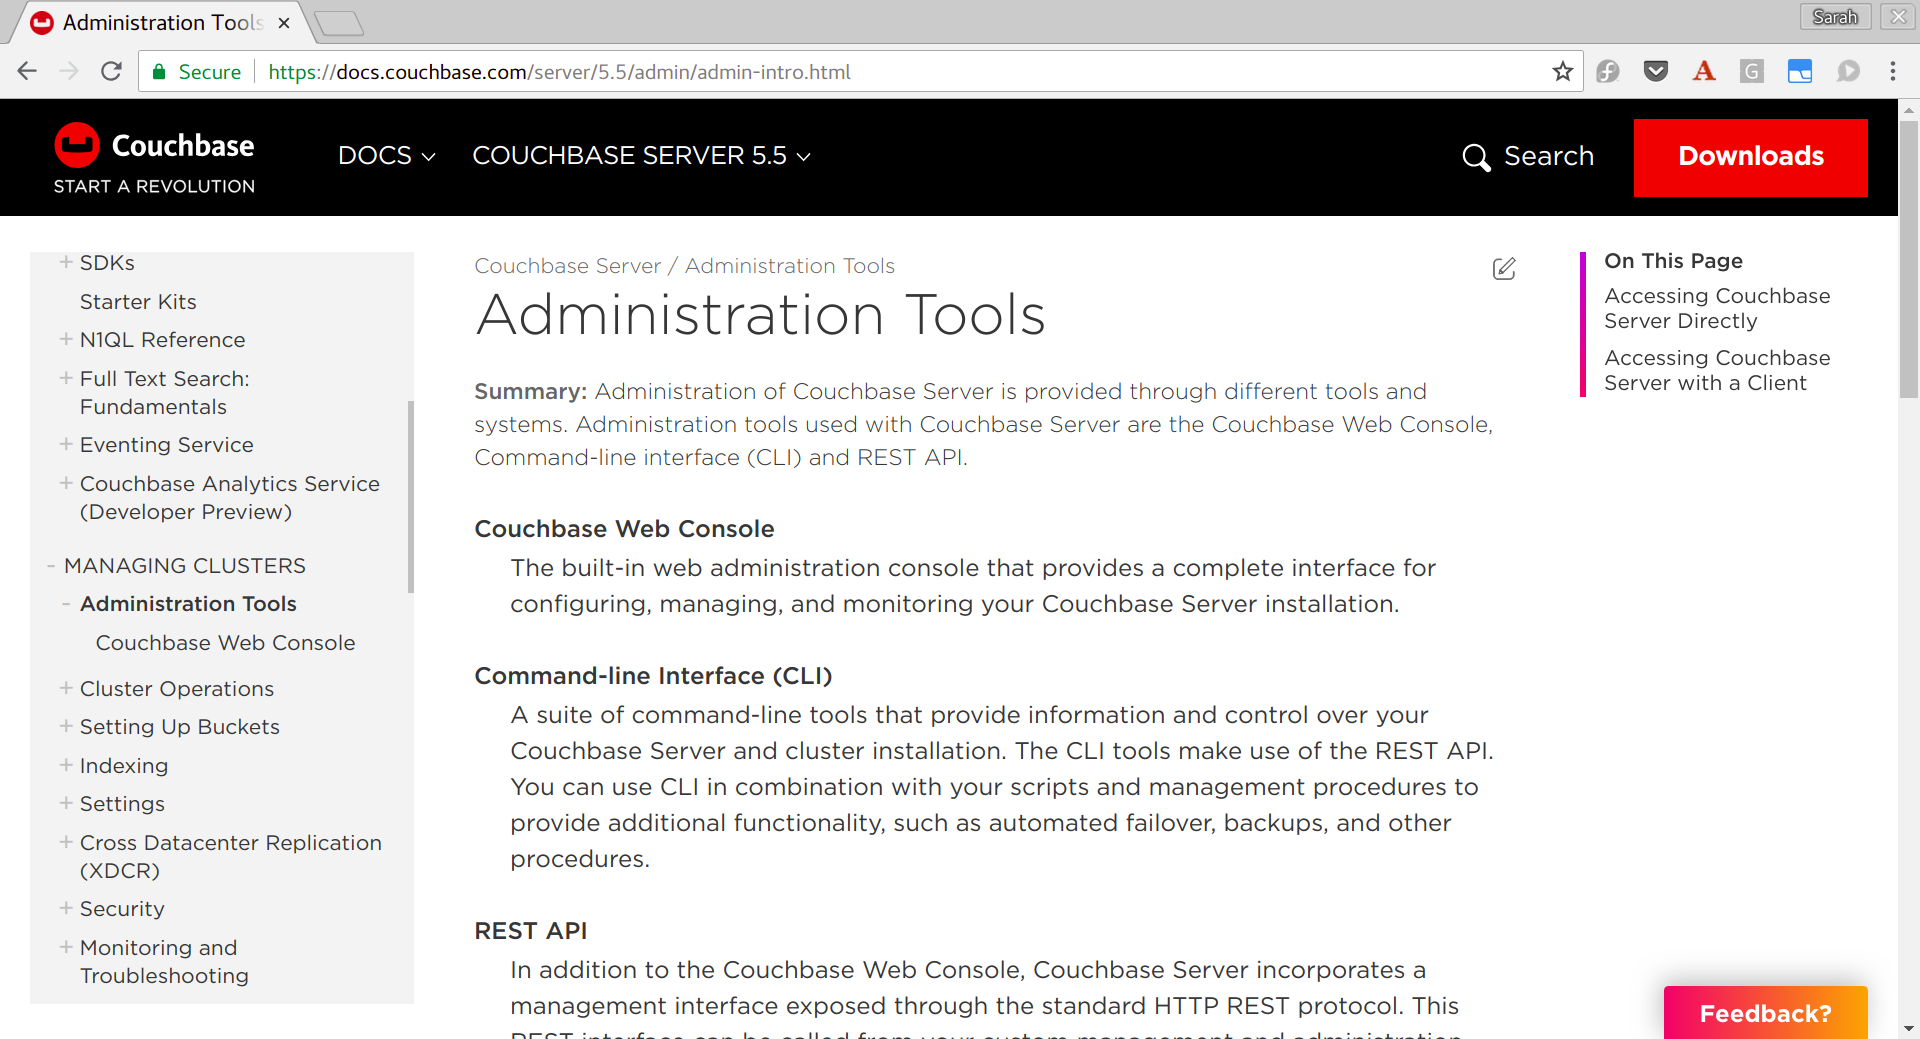 Administration Tools
Sarah
Secure
https://docs.couchbase.com/server/5.5/admin/admin-intro.html
Couchbase
START A REVOLUTION
DOCS
COUCHBASE SERVER 5.5
Search
Downloads
SDKs
Starter Kits
N1QL Reference
Full Text Search:
Fundamentals
Eventing Service
Couchbase Analytics Service
(Developer Preview)
MANAGING CLUSTERS
Administration Tools
Couchbase Web Console
Cluster Operations
Setting Up Buckets
Indexing
Settings
Cross Datacenter Replication
(XDCR)
Security
Monitoring and
Troubleshooting
Couchbase Server / Administration Tools
Administration Tools
Summary: Administration of Couchbase Server is provided through different tools and
systems. Administration tools used with Couchbase Server are the Couchbase Web Console,
Command-line interface (CLI) and REST API.
Couchbase Web Console
The built-in web administration console that provides a complete interface for
configuring, managing, and monitoring your Couchbase Server installation.
Command-line Interface (CLI)
A suite of command-line tools that provide information and control over your
Couchbase Server and cluster installation. The CLI tools make use of the REST API.
You can use CLI in combination with your scripts and management procedures to
provide additional functionality, such as automated failover, backups, and other
procedures.
REST API
In addition to the Couchbase Web Console, Couchbase Server incorporates a
management interface exposed through the standard HTTP REST protocol. This
REST interface can be called from your custom management and administration
On This Page
Accessing Couchbase
Server Directly
Accessing Couchbase
Server with a Client
Feedback?